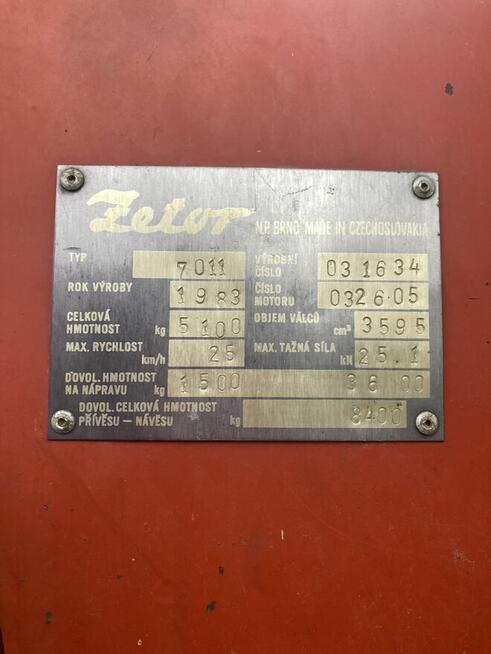 Zetor N.P. BRNO MADE IN CZECHOSLOVAKIA
TYP 7011
VÝROBNÍ ČÍSLO 031634
ROK VÝROBY 1983
ČÍSLO MOTORU 032605
CELKOVÁ HMOTNOST kg 5100
OBJEM VÁLCŮ cm³ 3595
MAX. RYCHLOST km/h 25
MAX. TAŽNÁ SÍLA kN 25.1
DOVOL. HMOTNOST NA NÁPRAVU kg 1500 3600
DOVOL. CELKOVÁ HMOTNOST PŘÍVĚSU – NÁVĚSU kg 8400